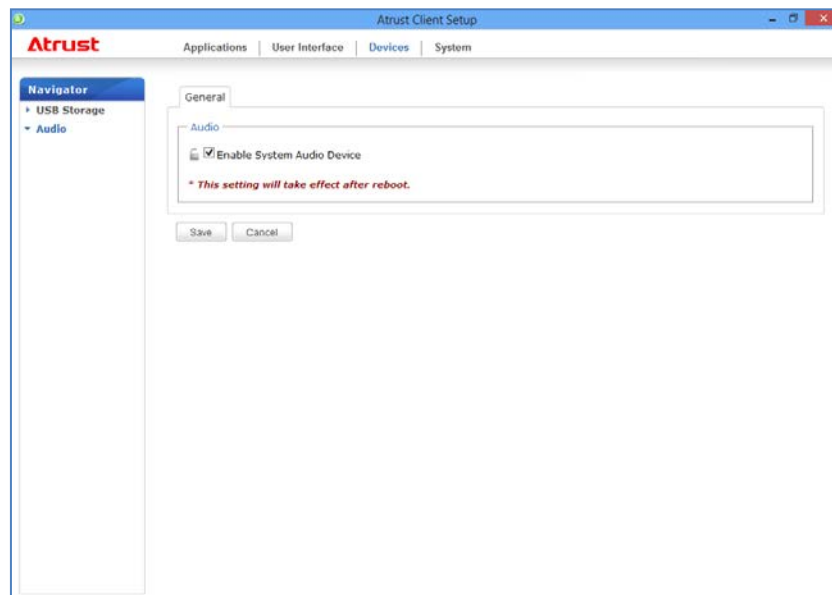 Atrust Client Setup
Atrust
Applications | User Interface | Devices | System
Navigator
USB Storage
Audio
General
Audio
Enable System Audio Device
* This setting will take effect after reboot.
Save Cancel